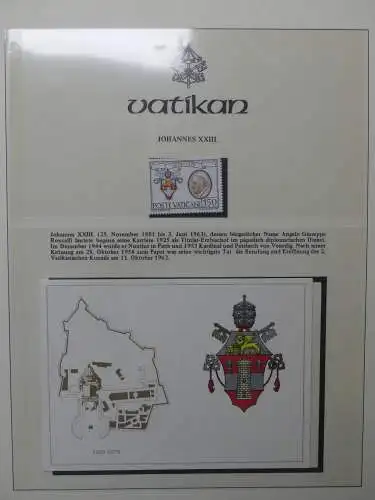 vatikan
JOHANNES XXIII.
POSTE VATICANE
Johannes XXIII. (25. November 1881 bis 3. Juni 1963), dessen bürgerlicher Name Angelo Giuseppe
Roncalli lautete begann seine Karriere 1925 als Titular-Erzbischof im päpstlich diplomatischen Dienst.
Im Dezember 1944 wurde er Nuntius in Paris und 1953 Kardinal und Patriarch von Venedig. Nach seiner
Krönung am 28. Oktober 1958 zum Papst war seine wichtigste Tat die Berufung und Eröffnung des 2.
Vatikanischen-Konzils am 11. Oktober 1962.